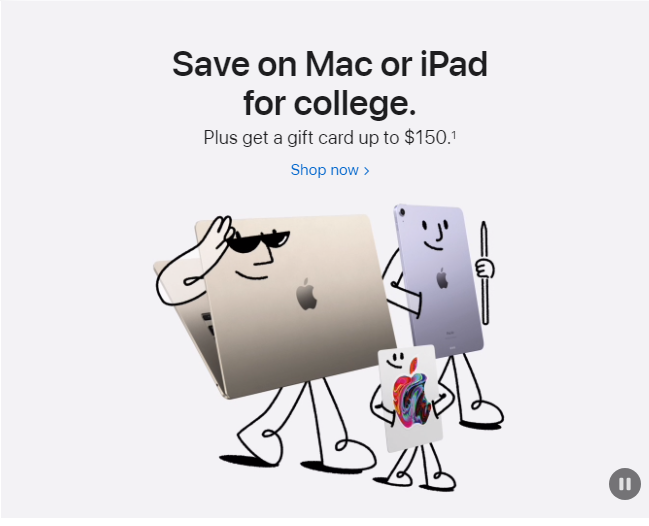 Save on Mac or iPad
for college.
Plus get a gift card up to $150.¹
Shop now >